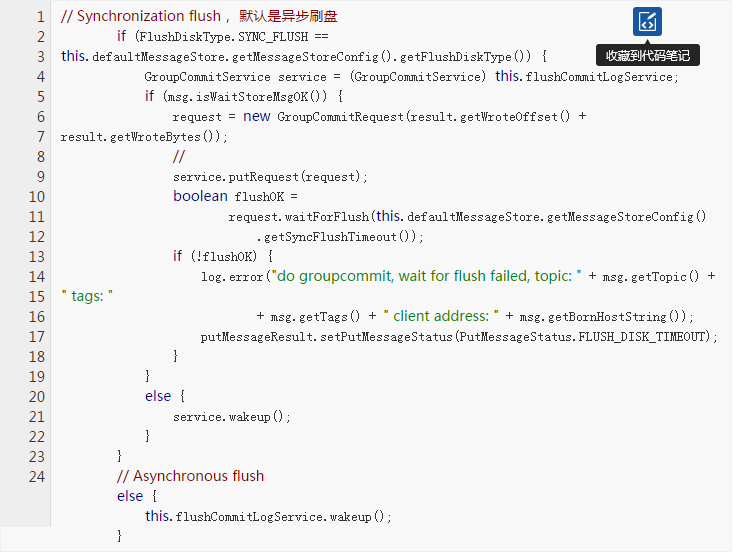 1
2
3
4
5
6
7
8
9
10
11
12
13
14
15
16
17
18
19
20
21
22
23
24
// Synchronization flush ，默认是异步刷盘
if (FlushDiskType.SYNC_FLUSH ==
this.defaultMessageStore.getMessageStoreConfig().getFlushDiskType()) {
GroupCommitService service = (GroupCommitService) this.flushCommitLogService;
if (msg.isWaitStoreMsgOK()) {
request = new GroupCommitRequest(result.getWroteOffset() +
result.getWroteBytes());
//
service.putRequest(request);
boolean flushOK =
request.waitForFlush(this.defaultMessageStore.getMessageStoreConfig()
.getSyncFlushTimeout());
if (!flushOK) {
log.error("do groupcommit, wait for flush failed, topic: " + msg.getTopic() +
" tags: "
+ msg.getTags() + " client address: " + msg.getBornHostString());
putMessageResult.setPutMessageStatus(PutMessageStatus.FLUSH_DISK_TIMEOUT);
}
}
else {
service.wakeup();
}
}
// Asynchronous flush
else {
this.flushCommitLogService.wakeup();
}
收藏到代码笔记